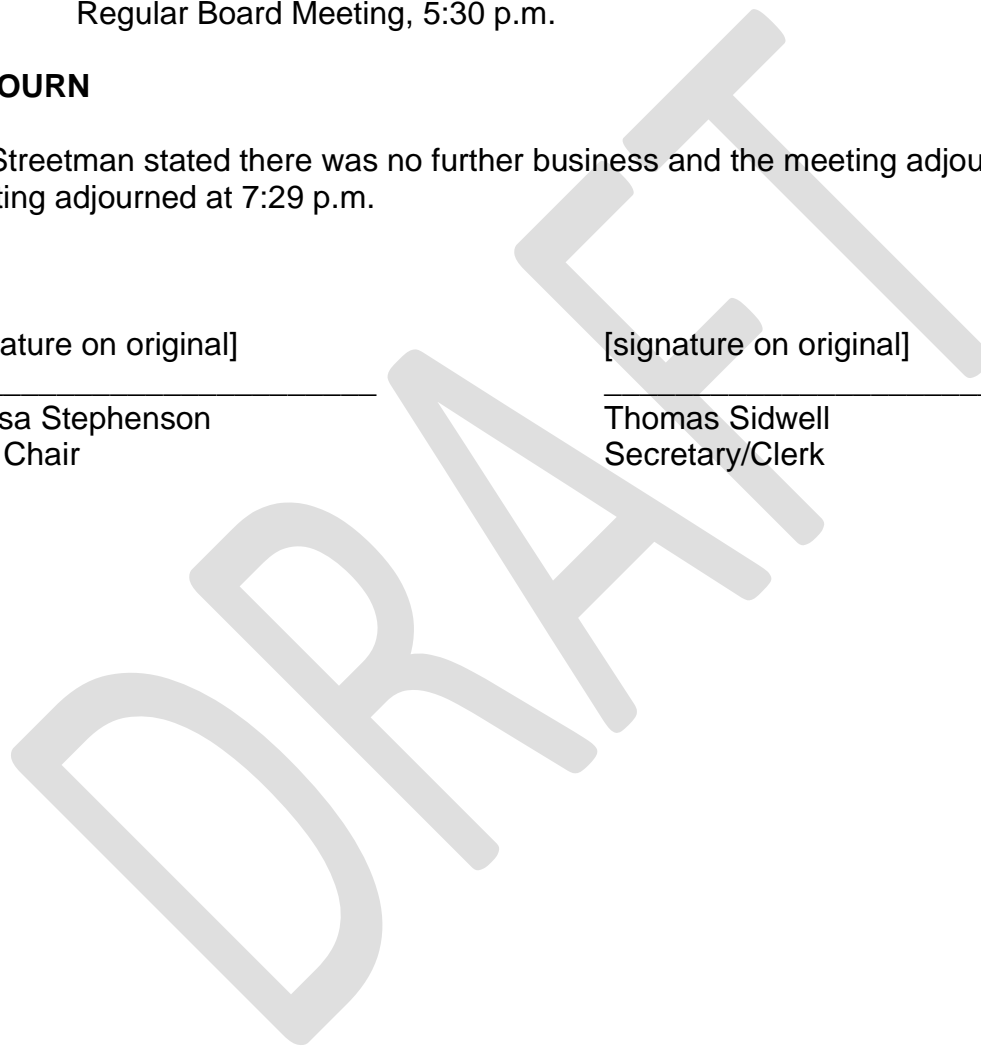 Regular Board Meeting, 5:30 p.m.
OURN
Streetman stated there was no further business and the meeting adjou
ting adjourned at 7:29 p.m.
ature on original] [signature on original]
sa Stephenson Thomas Sidwell
Chair Secretary/Clerk
DRAFT